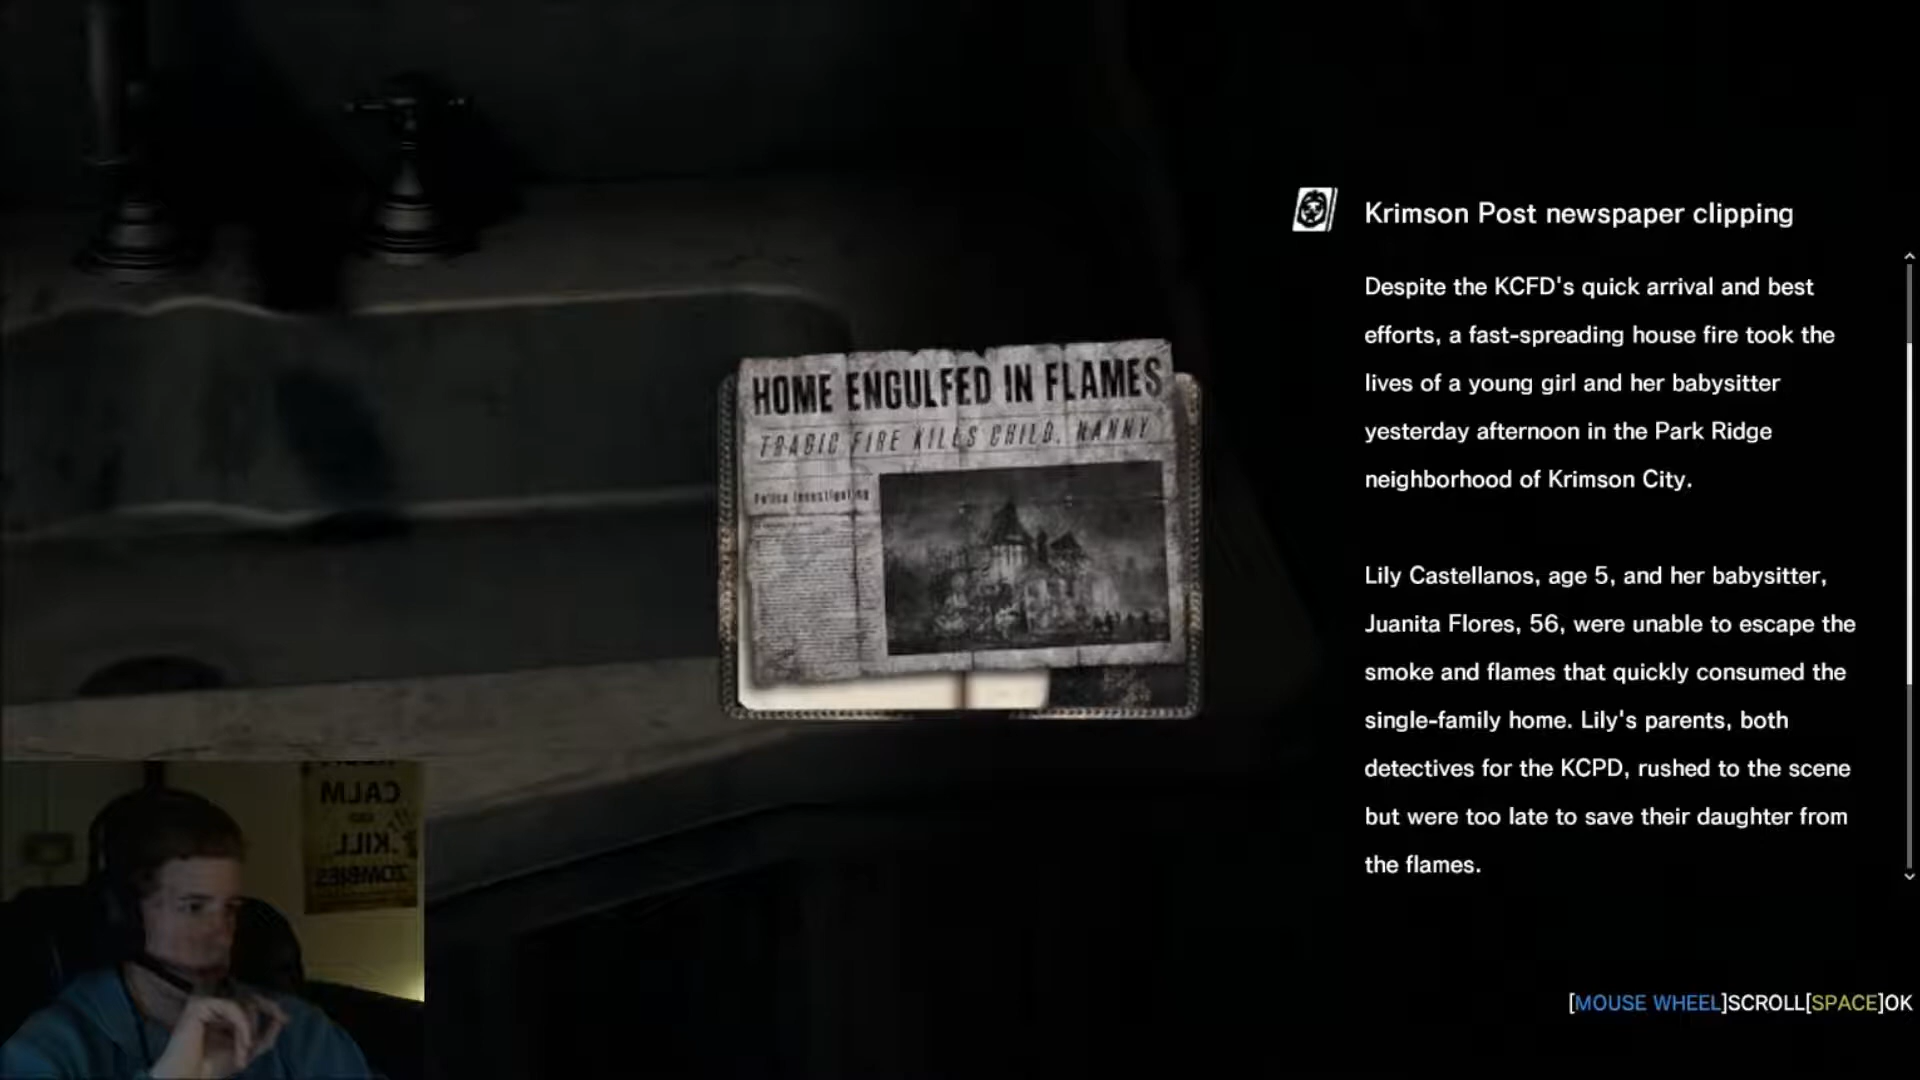 Krimson Post newspaper clipping
Despite the KCFD's quick arrival and best
efforts, a fast-spreading house fire took the
lives of a young girl and her babysitter
yesterday afternoon in the Park Ridge
neighborhood of Krimson City.
Lily Castellanos, age 5, and her babysitter,
Juanita Flores, 56, were unable to escape the
smoke and flames that quickly consumed the
single-family home. Lily's parents, both
detectives for the KCPD, rushed to the scene
but were too late to save their daughter from
the flames.
HOME ENGULFED IN FLAMES
TRAGIC FIRE KILLS CHILD, NANNY
Police Investigating
CALM
AND
KILL
ZOMBIES
[MOUSE WHEEL]SCROLL[SPACE]OK